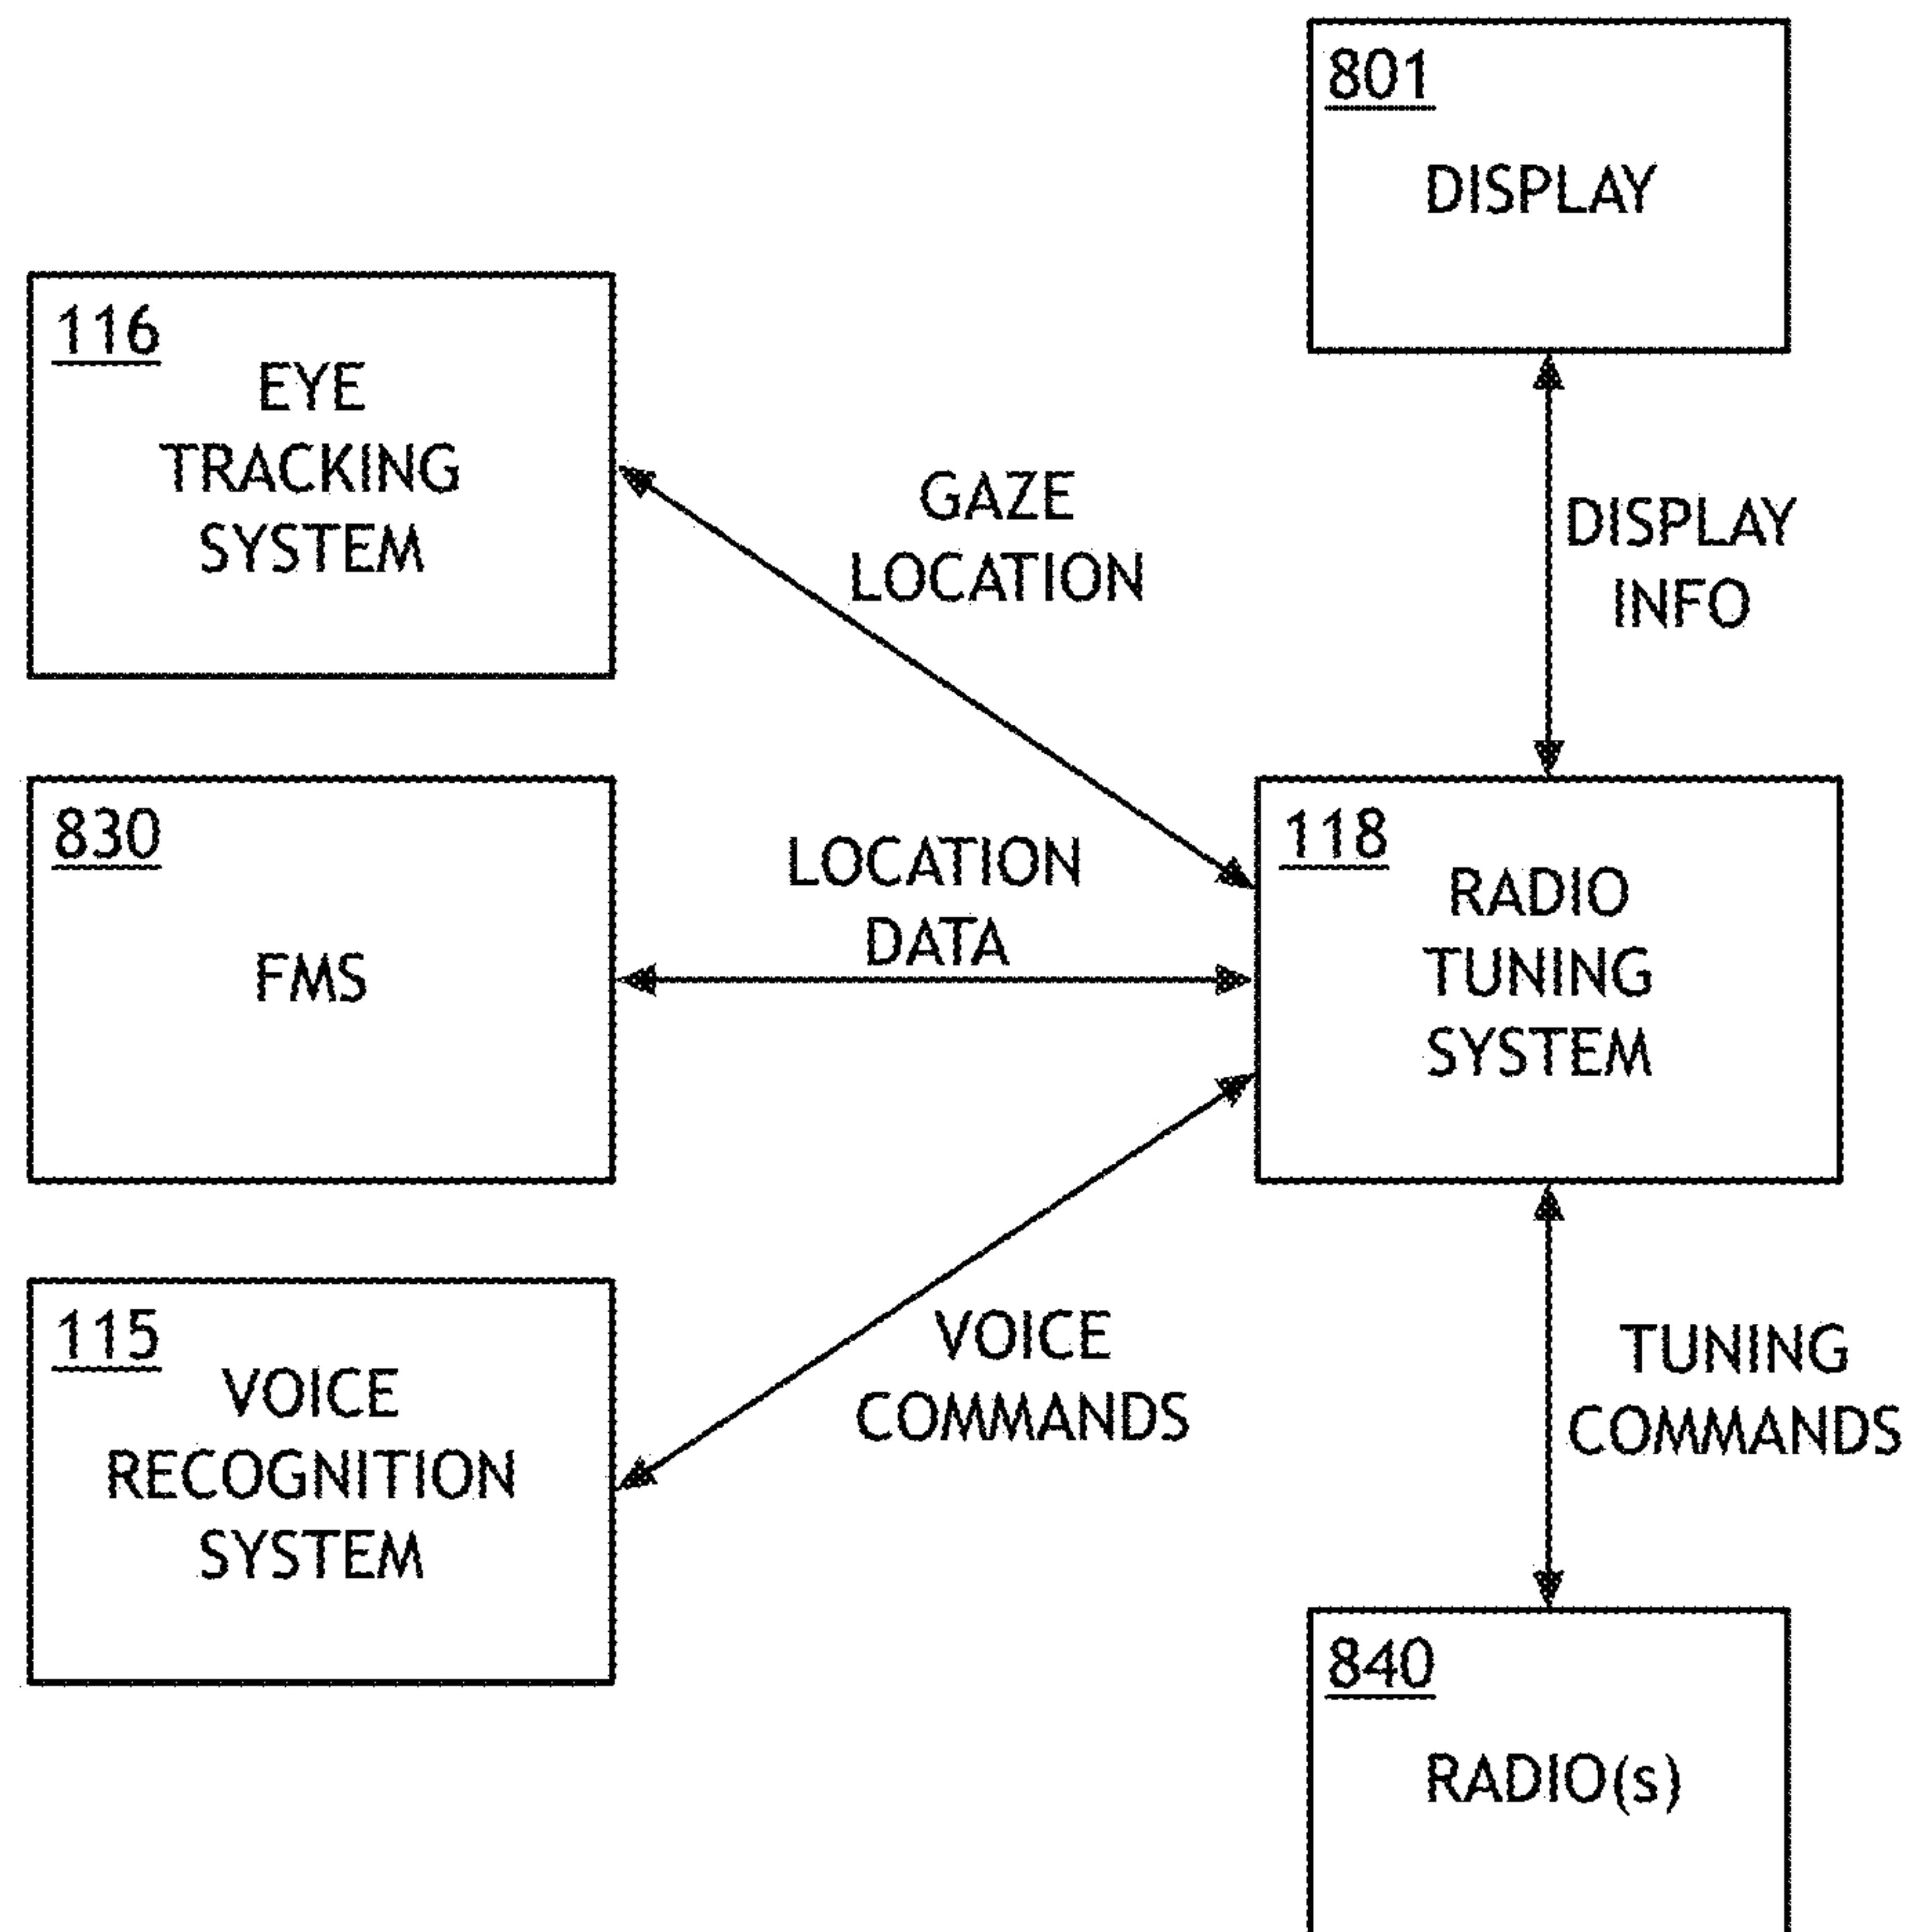 801
DISPLAY
116
EYE
TRACKING
SYSTEM
GAZE
LOCATION
DISPLAY
INFO
830
FMS
LOCATION
DATA
118
RADIO
TUNING
SYSTEM
115
VOICE
RECOGNITION
SYSTEM
VOICE
COMMANDS
TUNING
COMMANDS
840
RADIO(s)